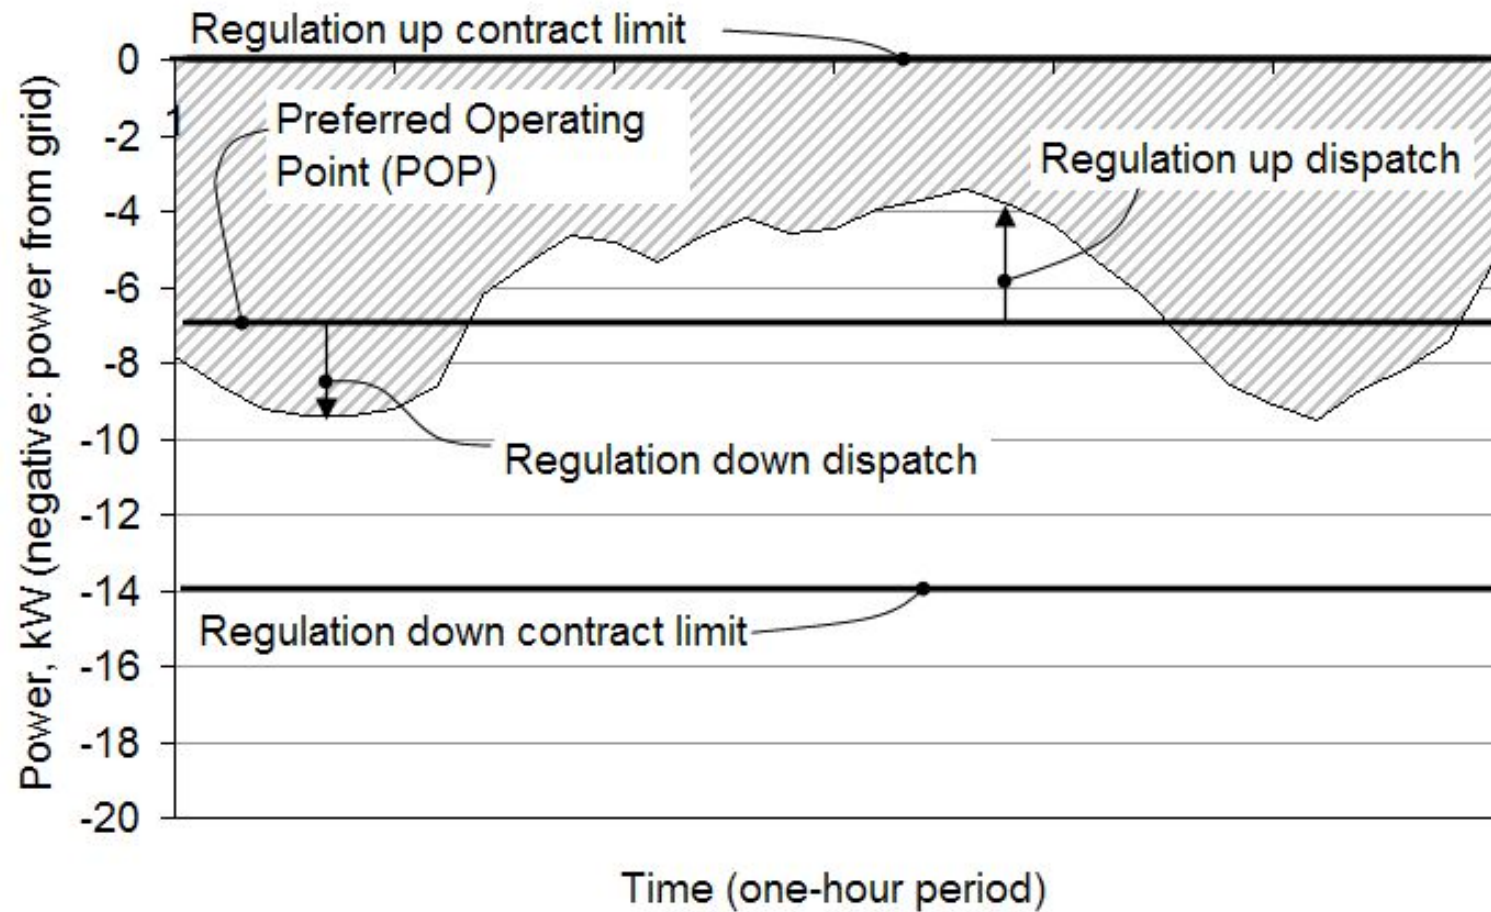 Regulation up contract limit
0
1
Preferred Operating
Point (POP)
-2
Regulation up dispatch
-4
-6
-8
-10
Regulation down dispatch
-12
-14
Regulation down contract limit
-16
-18
-20
Power, kW (negative: power from grid)
Time (one-hour period)